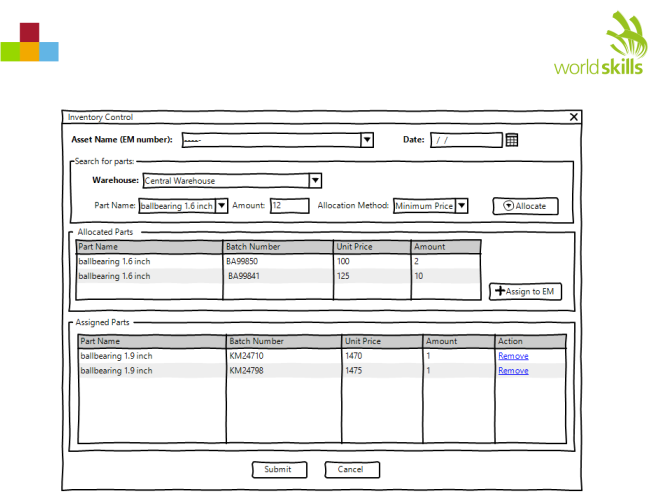 worldskills
Inventory Control X
Asset Name (EM number): ----- Date: / /
Search for parts:
Warehouse: Central Warehouse
Part Name: ballbearing 1.6 inch Amount: 12 Allocation Method: Minimum Price Allocate
Allocated Parts
Part Name Batch Number Unit Price Amount
ballbearing 1.6 inch BA99850 100 2
ballbearing 1.6 inch BA99841 125 10
Assign to EM
Assigned Parts
Part Name Batch Number Unit Price Amount Action
ballbearing 1.9 inch KM24710 1470 1 Remove
ballbearing 1.9 inch KM24798 1475 1 Remove
Submit Cancel